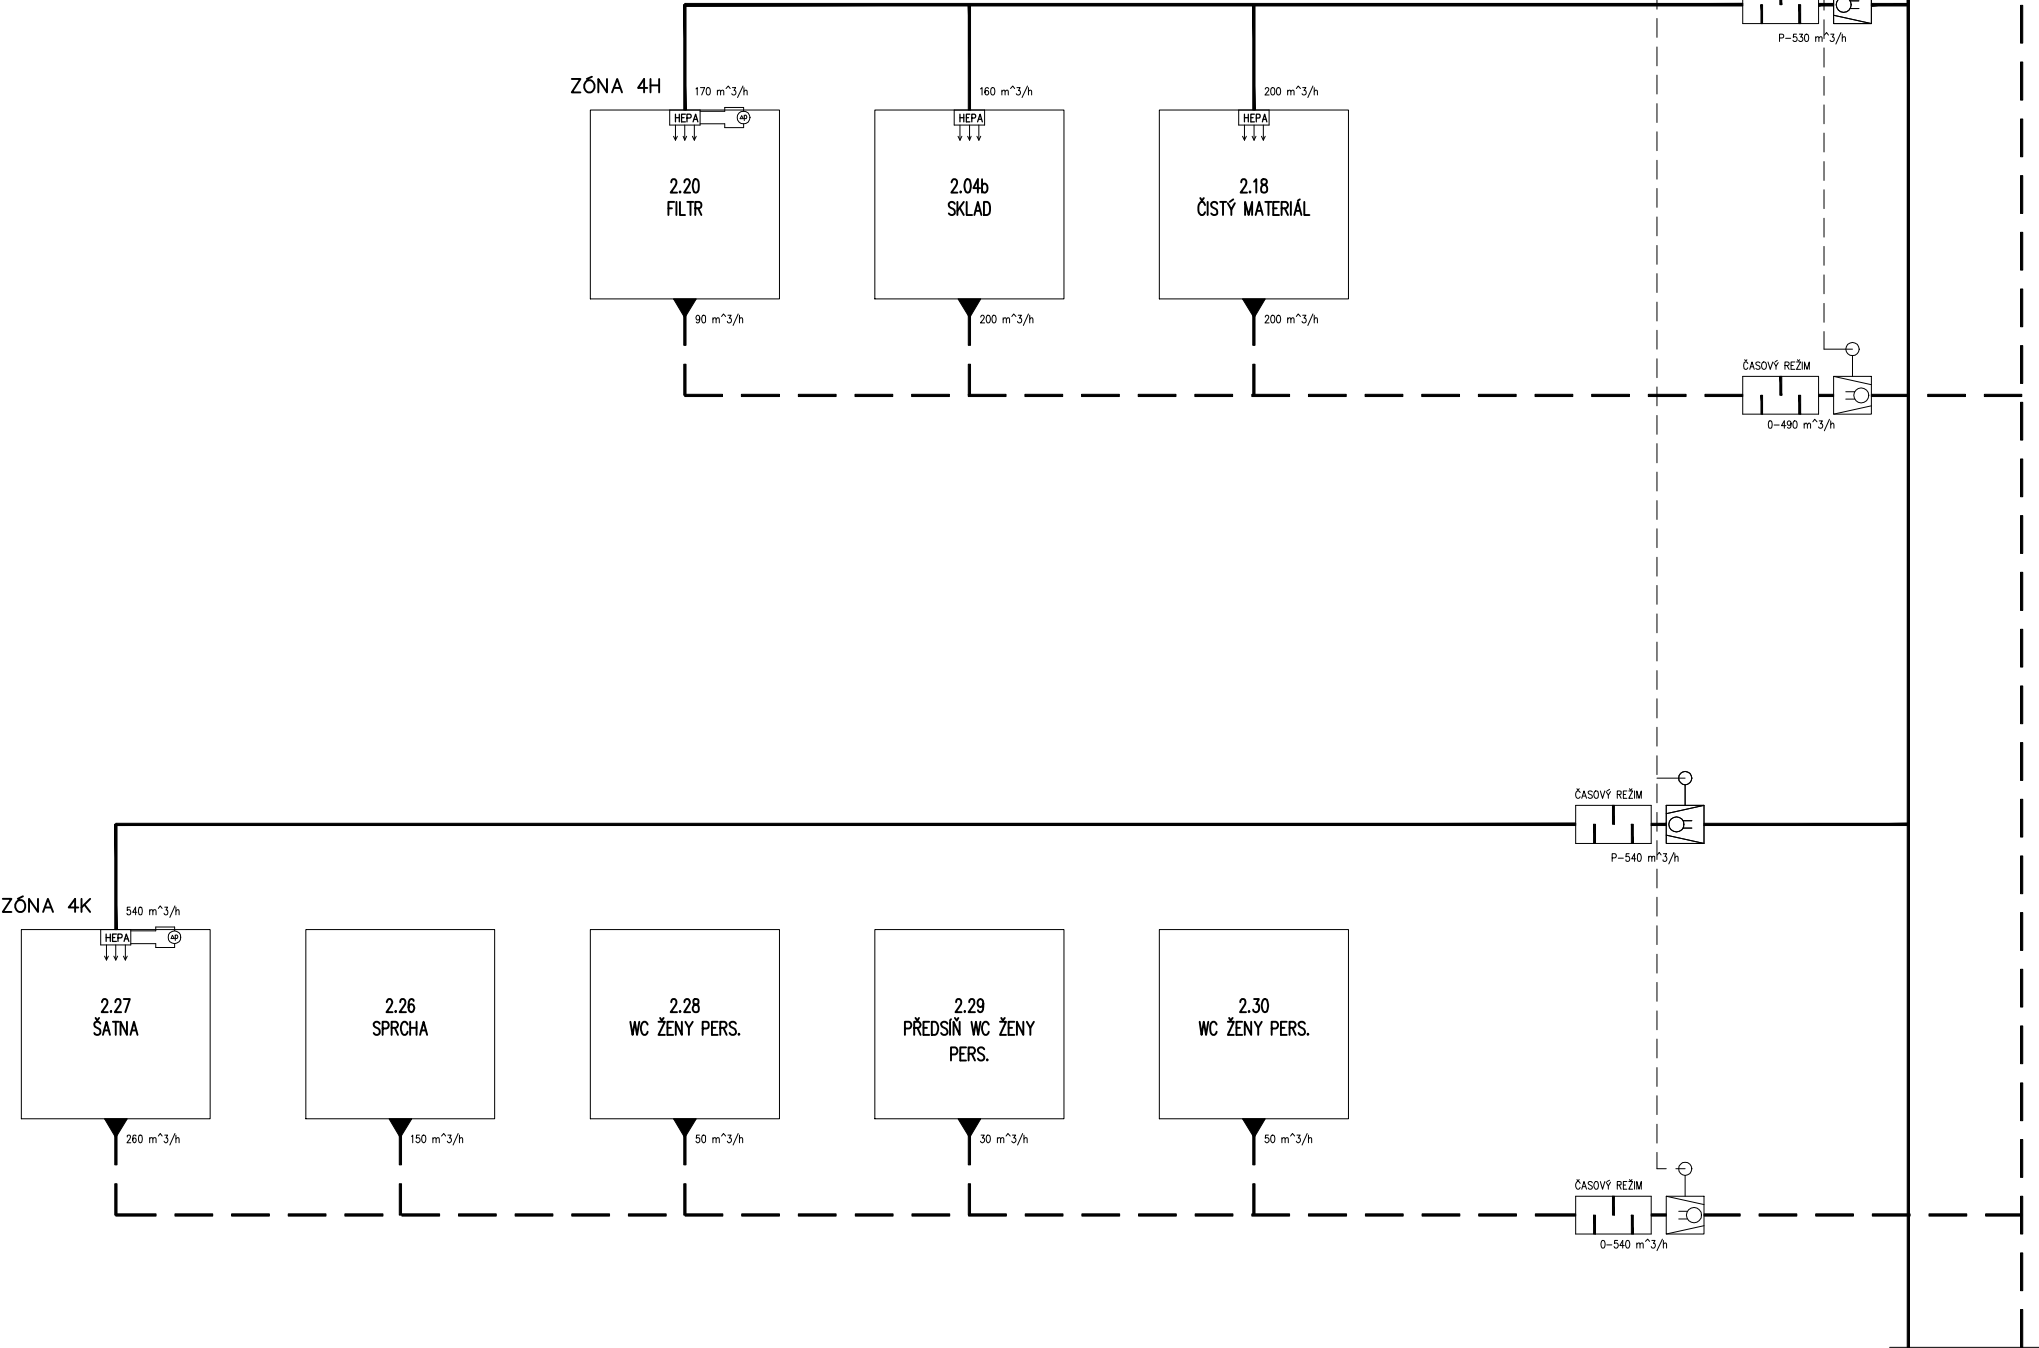 P-530 m^3/h
ZÓNA 4H
170 m^3/h
160 m^3/h
200 m^3/h
HEPA
Δp
HEPA
HEPA
2.20
FILTR
2.04b
SKLAD
2.18
ČISTÝ MATERIÁL
90 m^3/h
200 m^3/h
200 m^3/h
ČASOVÝ REŽIM
O-490 m^3/h
ČASOVÝ REŽIM
P-540 m^3/h
ZÓNA 4K
540 m^3/h
HEPA
Δp
2.27
ŠATNA
2.26
SPRCHA
2.28
WC ŽENY PERS.
2.29
PŘEDSÍŇ WC ŽENY
PERS.
2.30
WC ŽENY PERS.
260 m^3/h
150 m^3/h
50 m^3/h
30 m^3/h
50 m^3/h
ČASOVÝ REŽIM
O-540 m^3/h